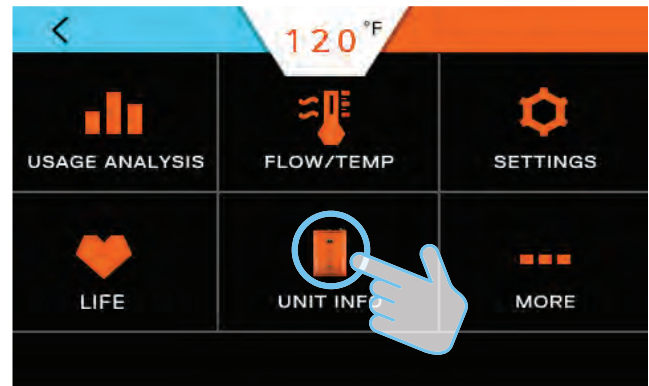 120 °F
USAGE ANALYSIS
FLOW/TEMP
SETTINGS
LIFE
UNIT INFO
MORE